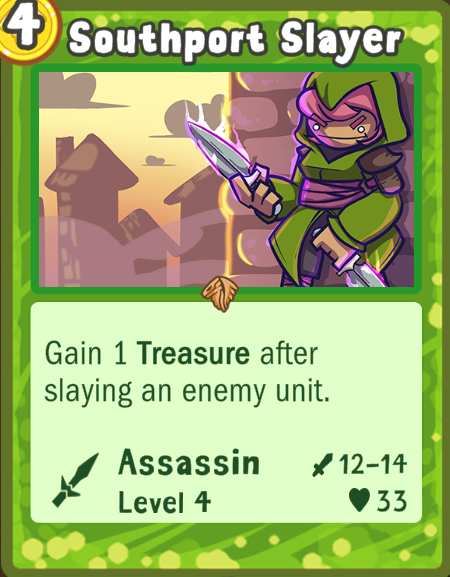 4
Southport Slayer
Gain 1 Treasure after
slaying an enemy unit.
Assassin
12–14
Level 4
33